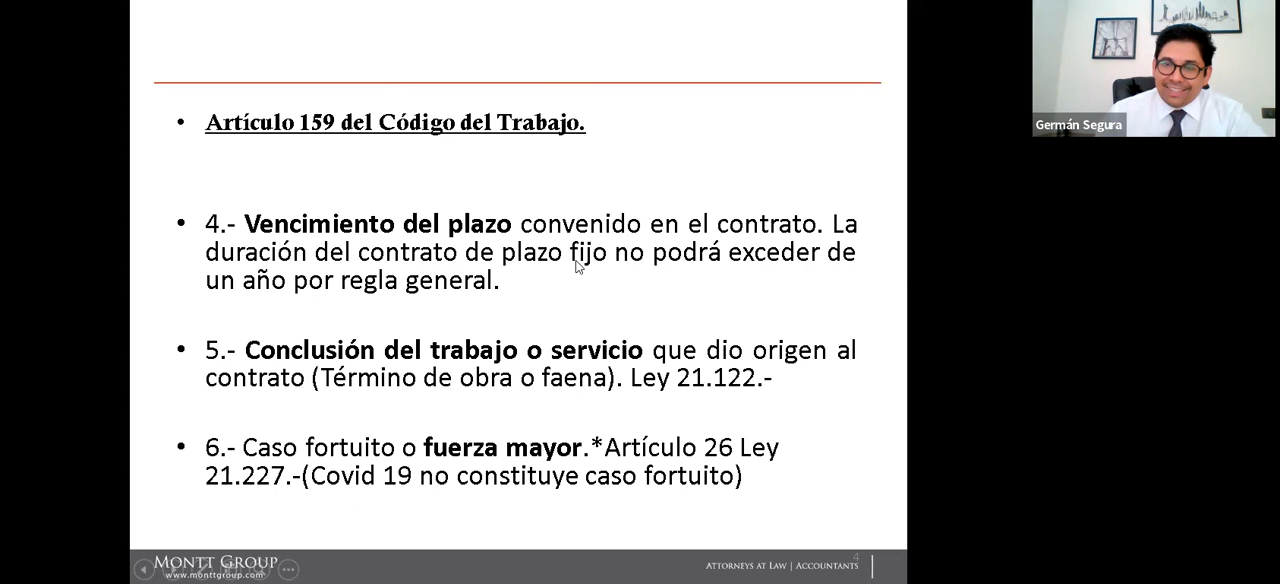 Artículo 159 del Código del Trabajo.
4.- Vencimiento del plazo convenido en el contrato. La
duración del contrato de plazo fijo no podrá exceder de
un año por regla general.
5.- Conclusión del trabajo o servicio que dio origen al
contrato (Término de obra o faena). Ley 21.122.-
6.- Caso fortuito o fuerza mayor.*Artículo 26 Ley
21.227.-(Covid 19 no constituye caso fortuito)
Germán Segura
Montt Group
www.monttgroup.com
4
Attorneys at Law | Accountants